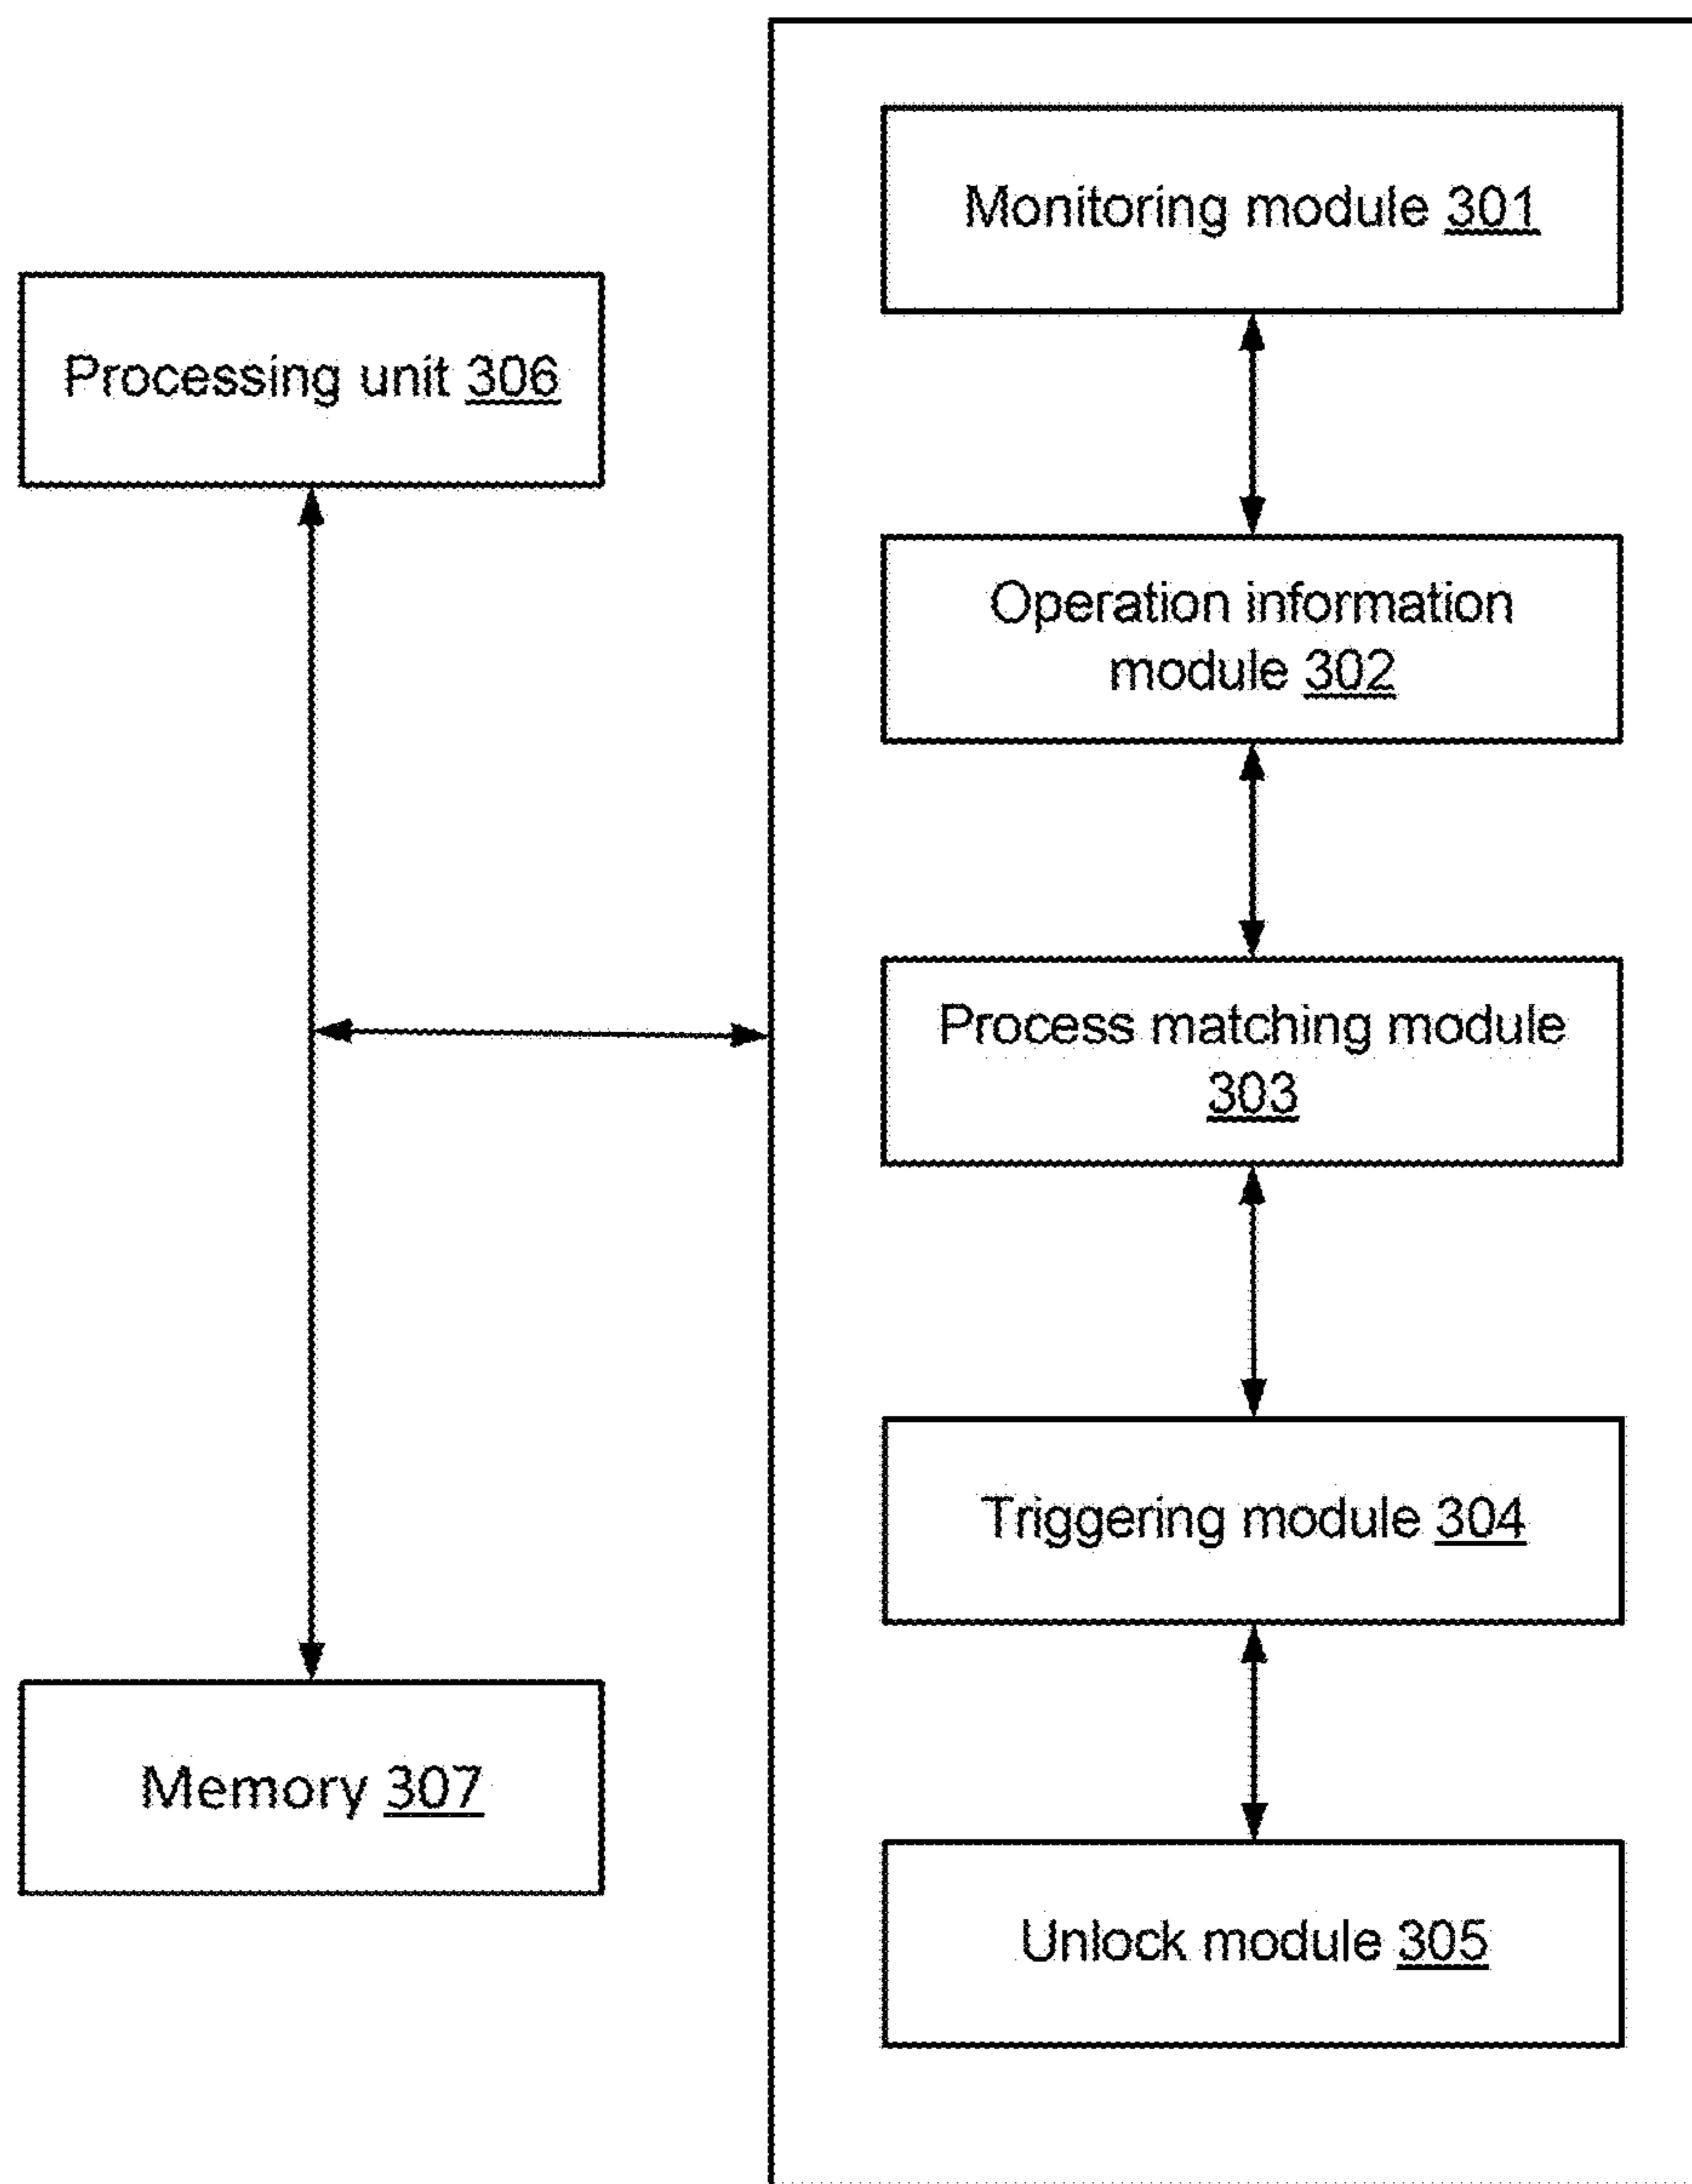 Monitoring module 301
Processing unit 306
Operation information
module 302
Process matching module
303
Triggering module 304
Memory 307
Unlock module 305